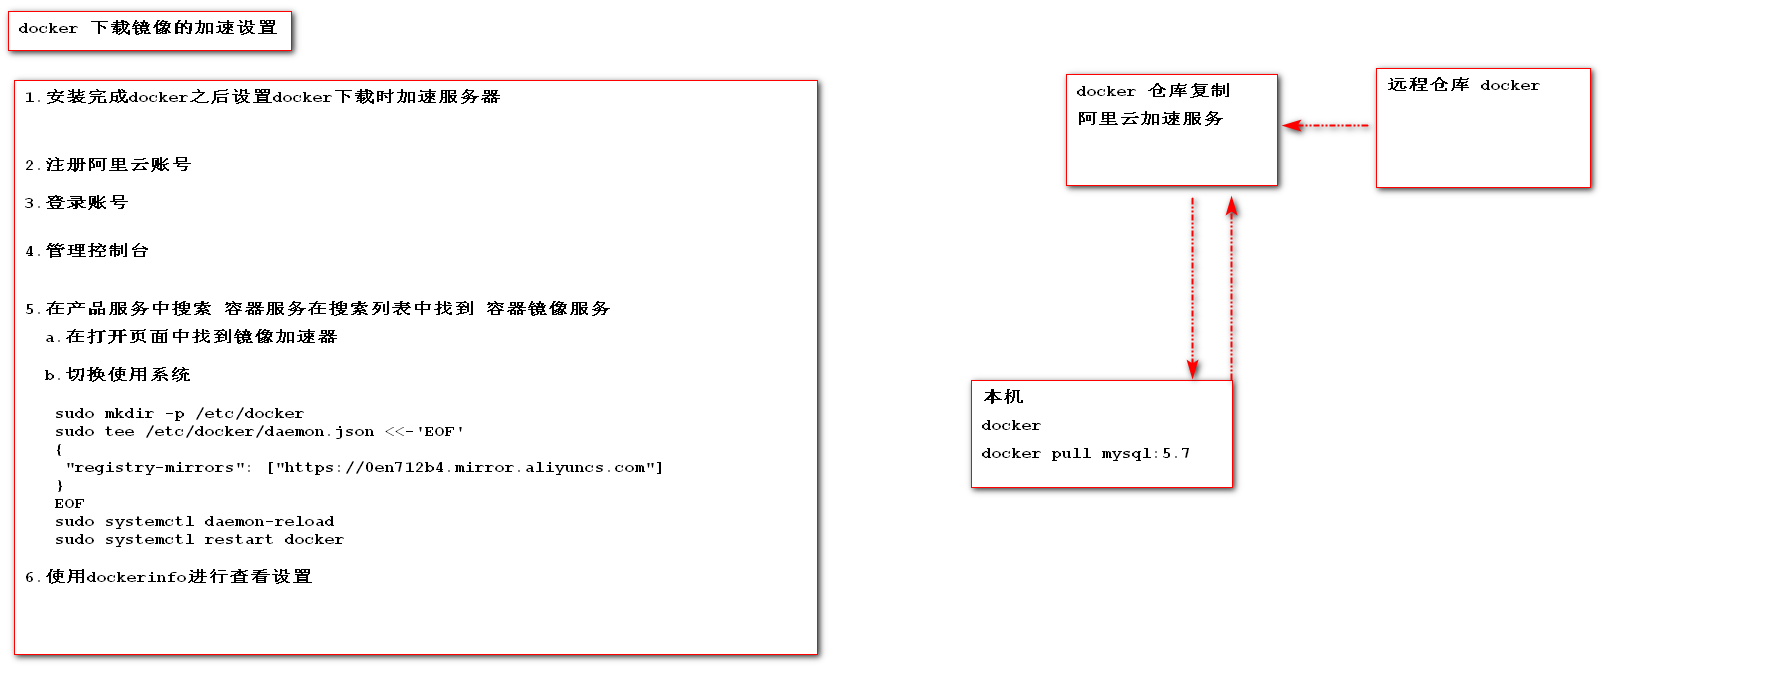 docker 下载镜像的加速设置
1.安装完成docker之后设置docker下载时加速服务器
2.注册阿里云账号
3.登录账号
4.管理控制台
5.在产品服务中搜索 容器服务在搜索列表中找到 容器镜像服务
a.在打开页面中找到镜像加速器
b.切换使用系统
sudo mkdir -p /etc/docker
sudo tee /etc/docker/daemon.json <<-'EOF'
{
"registry-mirrors": ["https://0en712b4.mirror.aliyuncs.com"]
}
EOF
sudo systemctl daemon-reload
sudo systemctl restart docker
6.使用dockerinfo进行查看设置
docker 仓库复制
阿里云加速服务
远程仓库 docker
本机
docker
docker pull mysql:5.7